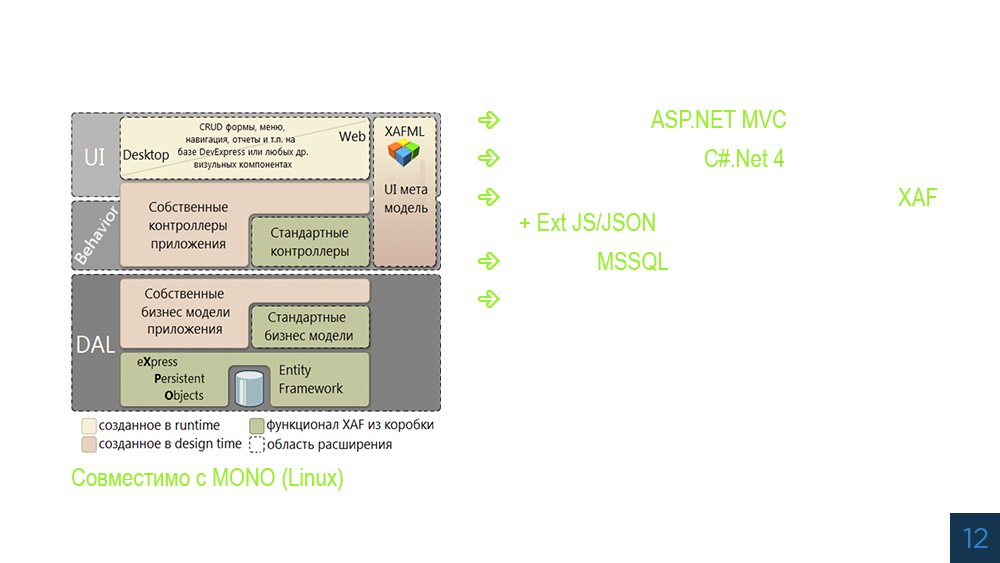 CRUD формы, меню,
навигация, отчеты и т.п. на
базе DevExpress или любых др.
визульных компонентах
Web
Desktop
UI
XAFML
UI мета
модель
Behavior
Собственные
контроллеры
приложения
Стандартные
контроллеры
DAL
Собственные
бизнес модели
приложения
Стандартные
бизнес модели
eXpress
Persistent
Objects
Entity
Framework
созданное в runtime
функционал XAF из коробки
созданное в design time
область расширения
Совместимо с MONO (Linux)
ASP.NET MVC
C#.Net 4
XAF
+ Ext JS/JSON
MSSQL
12